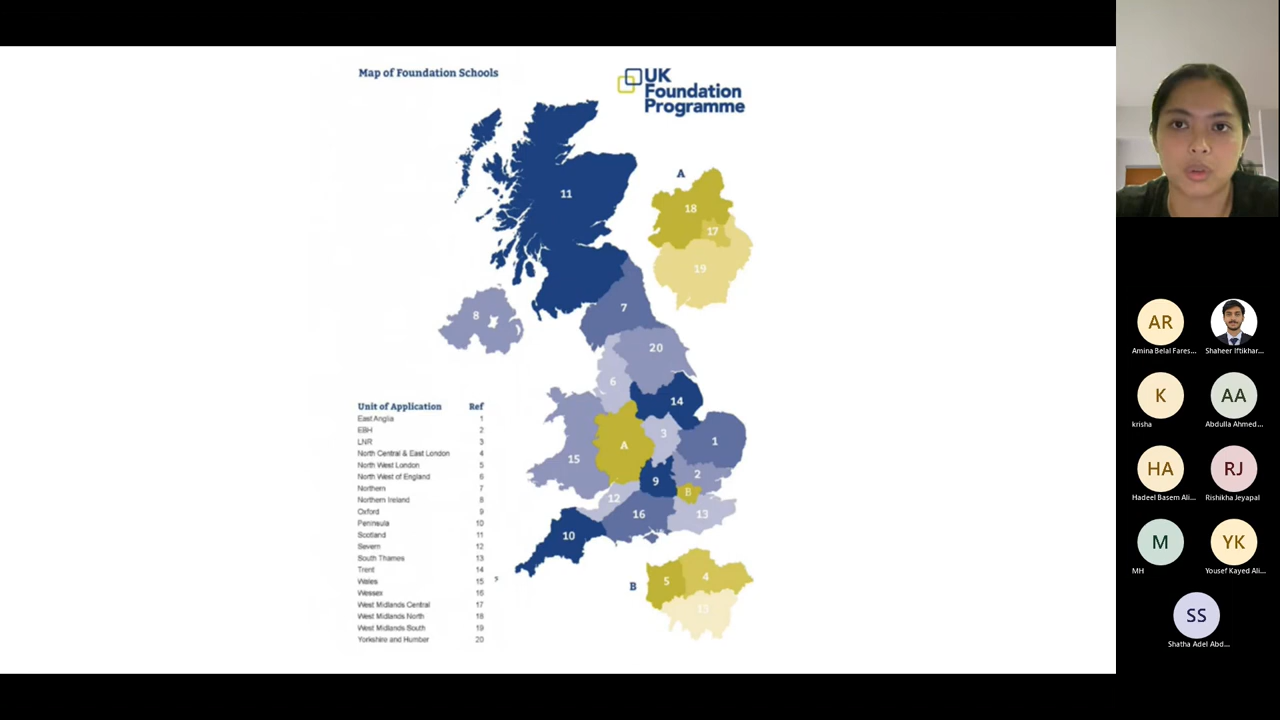 Map of Foundation Schools
UK
Foundation
Programme
11
A
18
17
19
8
7
20
6
14
3
1
A
15
9
2
B
12
16
13
10
B
5
4
13
Unit of Application Ref
East Anglia 1
EBH 2
LNR 3
North Central & East London 4
North West London 5
North West of England 6
Northern 7
Northern Ireland 8
Oxford 9
Peninsula 10
Scotland 11
Severn 12
South Thames 13
Trent 14
Wales 15
Wessex 16
West Midlands Central 17
West Midlands North 18
West Midlands South 19
Yorkshire and Humber 20
AR
Amina Belal Fares...
Shaheer Iftikhar...
K
krisha
AA
Abdulla Ahmed...
HA
Hadeel Basem Ali...
RJ
Rishikha Jeyapal
M
MH
YK
Yousef Kayed Ali...
SS
Shatha Adel Abd...